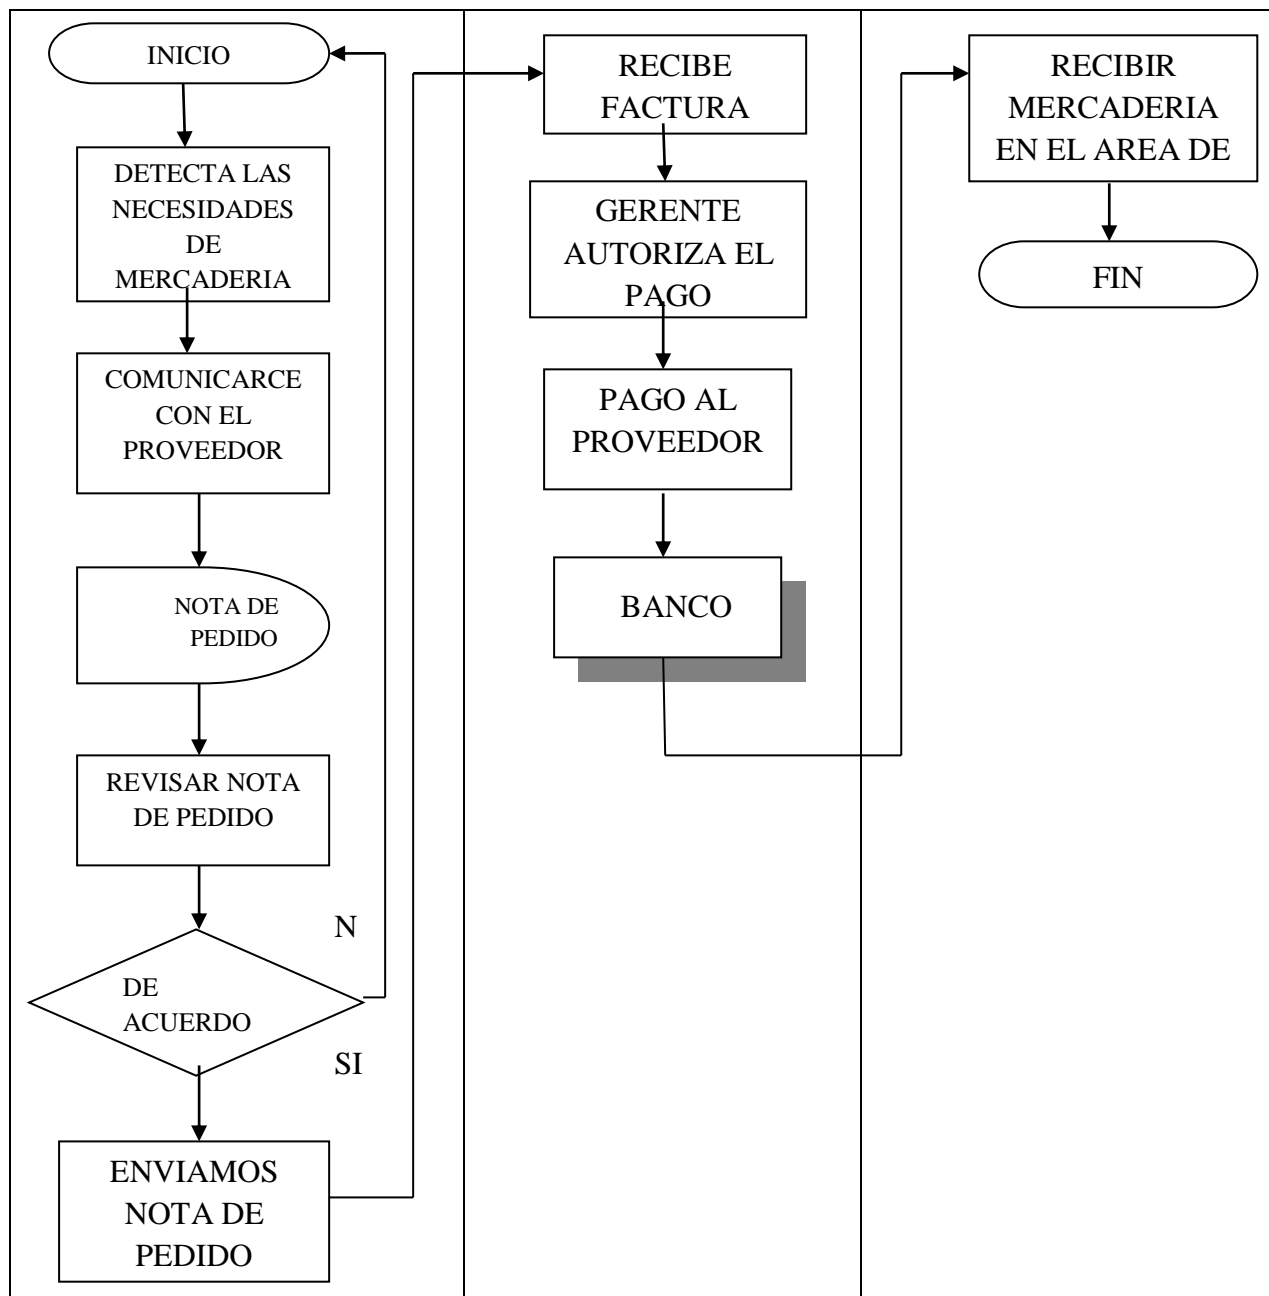 INICIO
DETECTA LAS
NECESIDADES
DE
MERCADERIA
COMUNICARCE
CON EL
PROVEEDOR
NOTA DE
PEDIDO
REVISAR NOTA
DE PEDIDO
N
DE
ACUERDO
SI
ENVIAMOS
NOTA DE
PEDIDO
RECIBE
FACTURA
GERENTE
AUTORIZA EL
PAGO
PAGO AL
PROVEEDOR
BANCO
RECIBIR
MERCADERIA
EN EL AREA DE
FIN